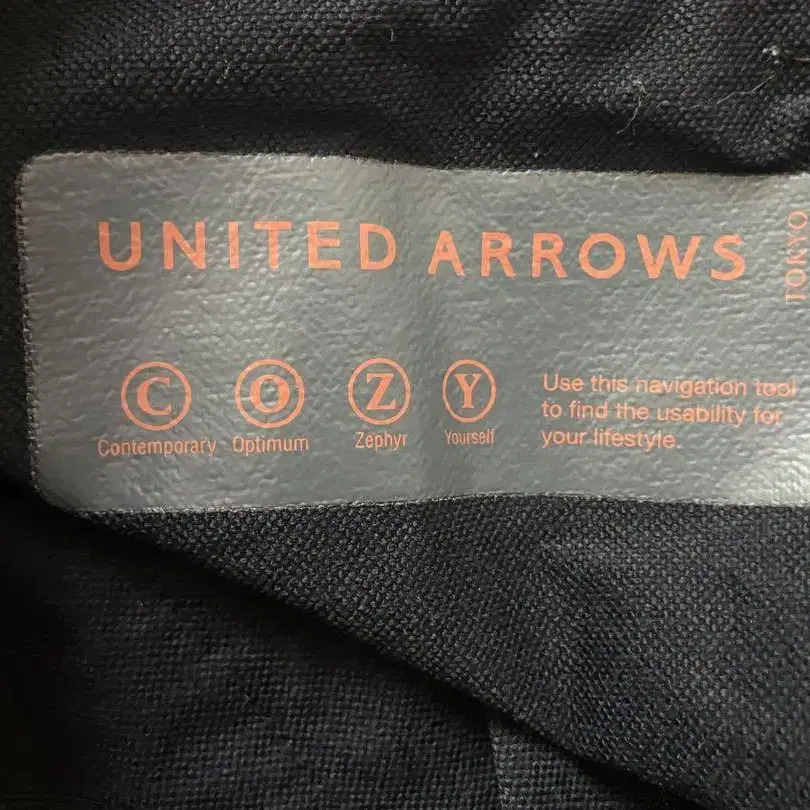 UNITED ARROWS
TOKYO
C O Z Y
Contemporary Optimum Zephyr Yourself
Use this navigation tool
to find the usability for
your lifestyle.